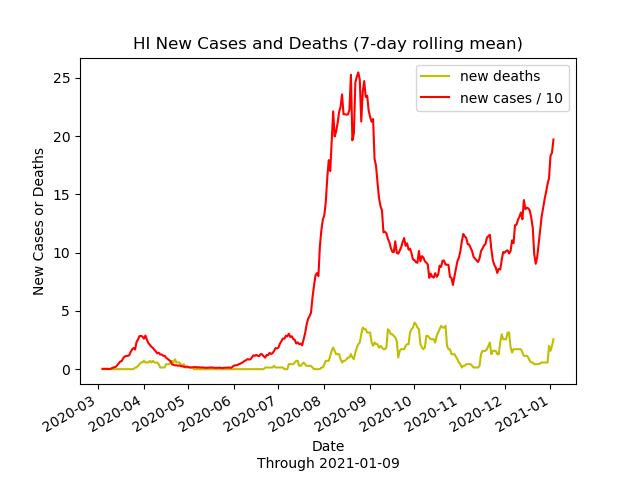 HI New Cases and Deaths (7-day rolling mean)
new deaths
new cases / 10
New Cases or Deaths
25
20
15
10
5
0
2020-03
2020-04
2020-05
2020-06
2020-07
2020-08
2020-09
2020-10
2020-11
2020-12
2021-01
Date
Through 2021-01-09